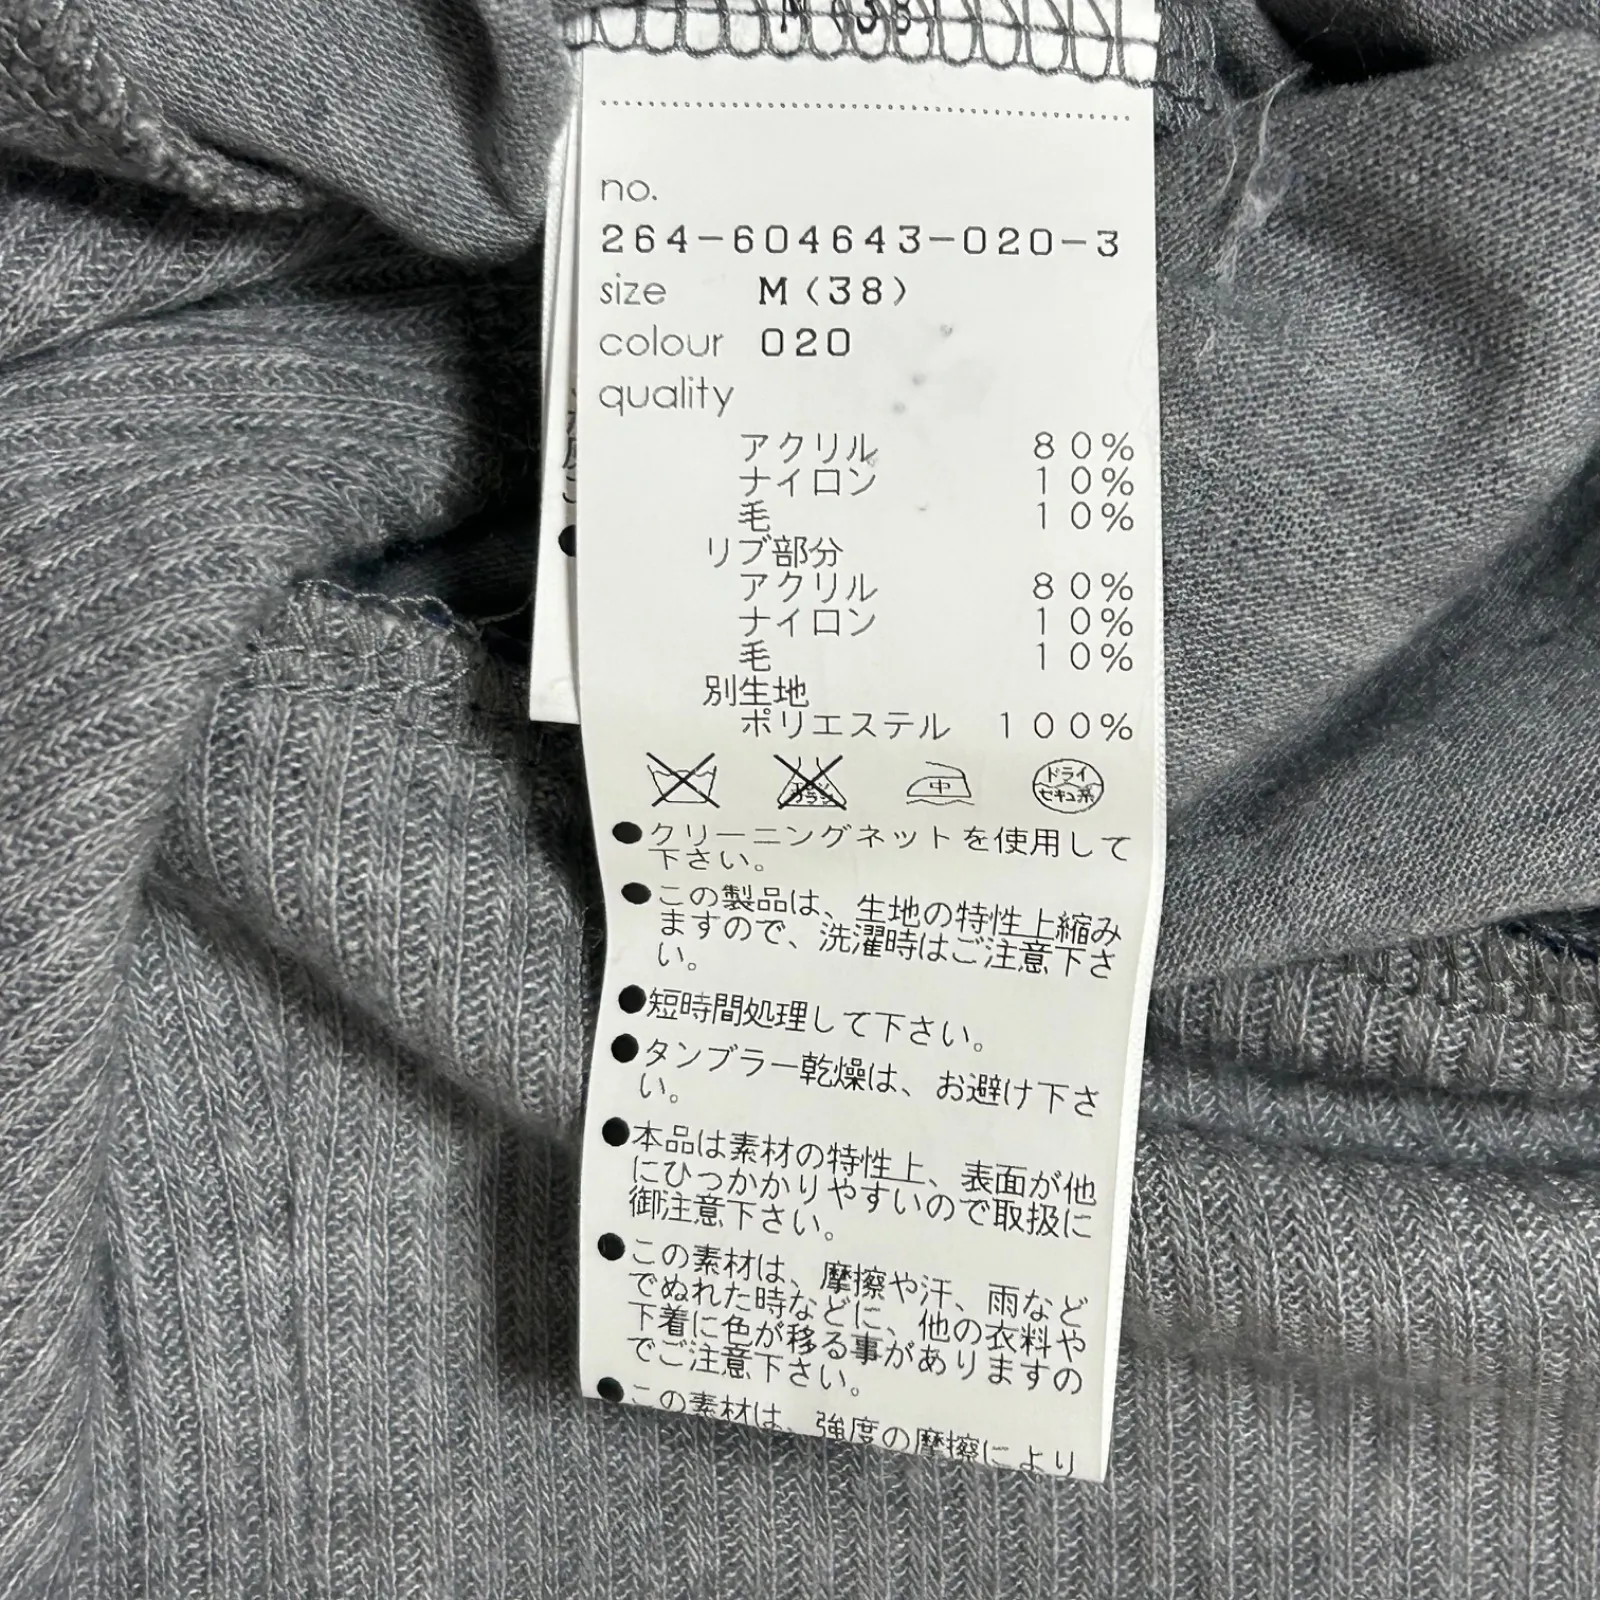 M(38)
no.
264-604643-020-3
size M(38)
colour 020
quality
アクリル 80%
ナイロン 10%
毛 10%
リブ部分
アクリル 80%
ナイロン 10%
毛 10%
別生地
ポリエステル 100%
中 ドライ
セキユ系
●クリーニングネットを使用して
下さい。
●この製品は、生地の特性上縮み
ますので、洗濯時はご注意下さ
い。
●短時間処理して下さい。
●タンブラー乾燥は、お避け下さ
い。
●本品は素材の特性上、表面が他
にひっかかりやすいので取扱に
御注意下さい。
●この素材は、摩擦や汗、雨など
でぬれた時などに、他の衣料や
下着に色が移る事がありますの
でご注意下さい。
●この素材は、強度の摩擦により